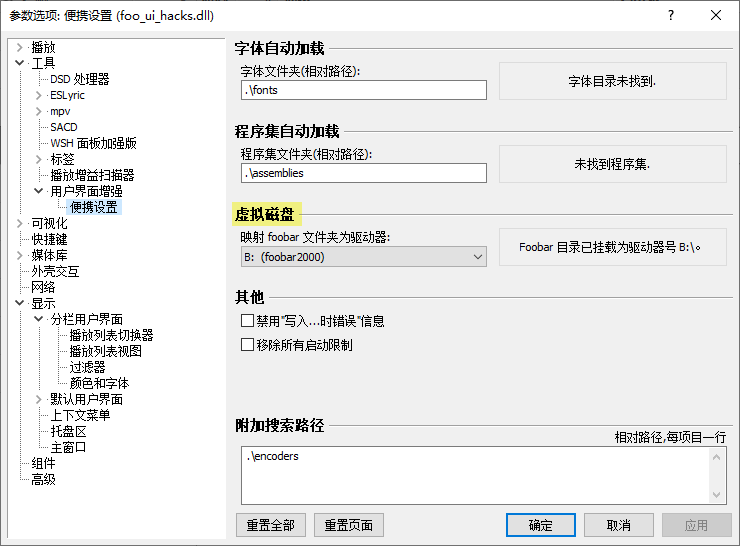 参数选项: 便携设置 (foo_ui_hacks.dll)
播放
工具
DSD 处理器
ESLyric
mpv
SACD
WSH 面板加强版
标签
播放增益扫描器
用户界面增强
便携设置
可视化
快捷键
媒体库
外壳交互
网络
显示
分栏用户界面
播放列表切换器
播放列表视图
过滤器
颜色和字体
默认用户界面
上下文菜单
托盘区
主窗口
组件
高级
字体自动加载
字体文件夹(相对路径):
.\fonts
字体目录未找到.
程序集自动加载
程序集文件夹(相对路径):
.\assemblies
未找到程序集.
虚拟磁盘
映射 foobar 文件夹为驱动器:
B: (foobar2000)
Foobar 目录已挂载为驱动器号 B:\。
其他
禁用"写入...时错误"信息
移除所有启动限制
附加搜索路径
相对路径,每项目一行
.\encoders
重置全部
重置页面
确定
取消
应用